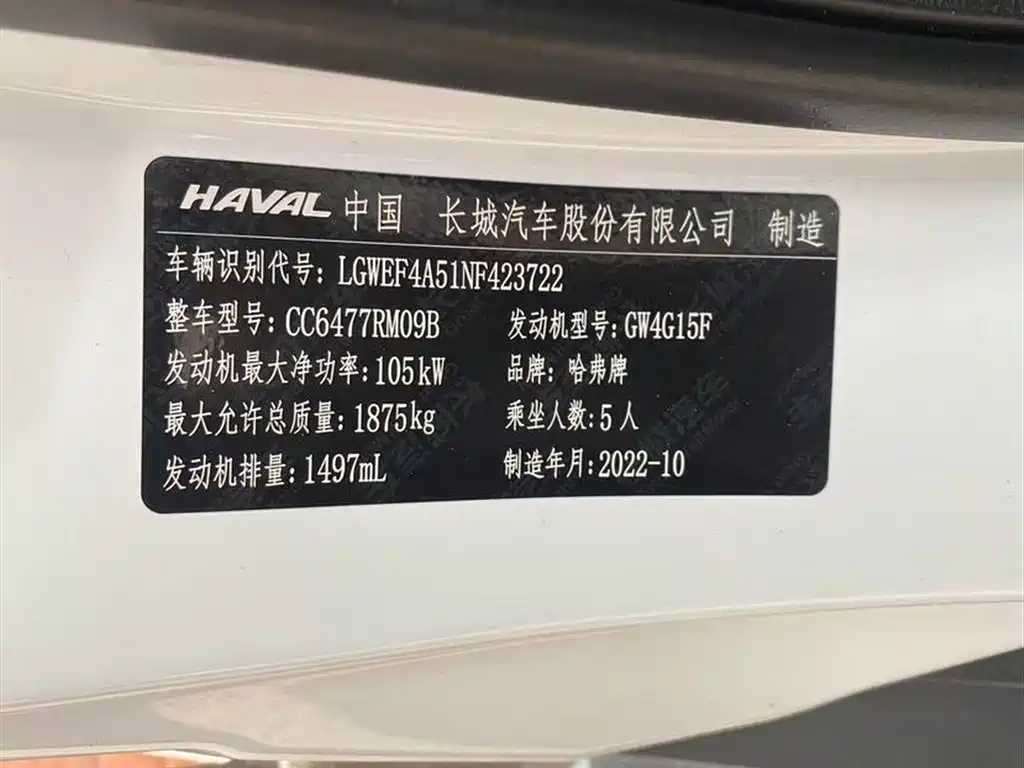 HAVAL 中国 长城汽车股份有限公司 制造
车辆识别代号: LGWEF4A51NF423722
整车型号: CC6477RM09B 发动机型号: GW4G15F
发动机最大净功率: 105kW 品牌: 哈弗牌
最大允许总质量: 1875kg 乘坐人数: 5 人
发动机排量: 1497mL 制造年月: 2022-10